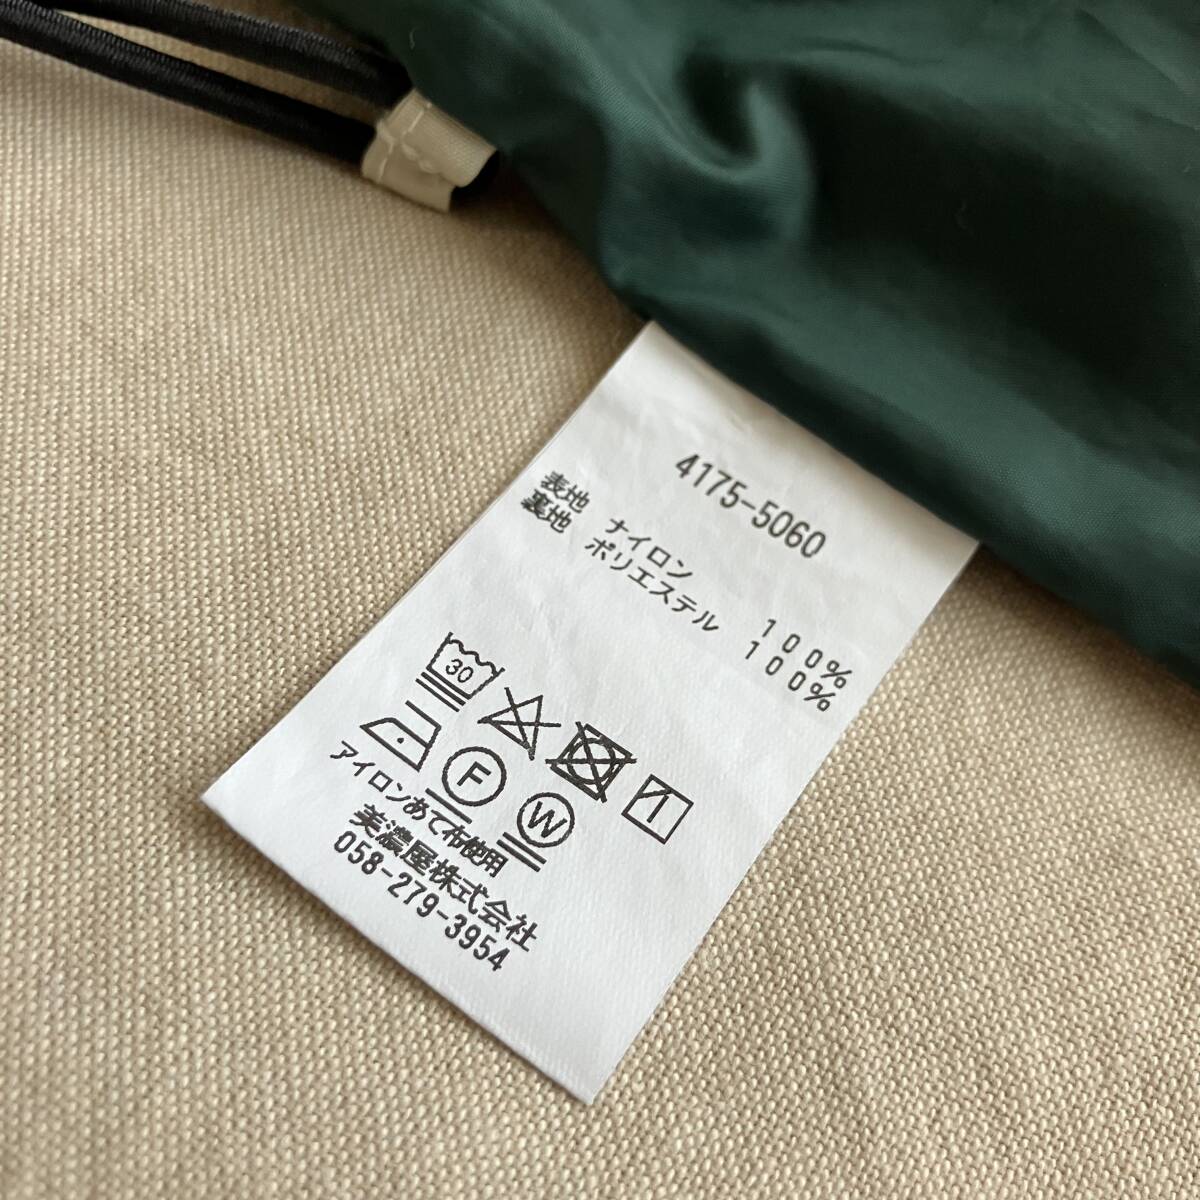 4175-5060
表地 ナイロン 100%
裏地 ポリエステル 100%
30
F W
アイロンあて布使用
美濃屋株式会社
058-279-3954